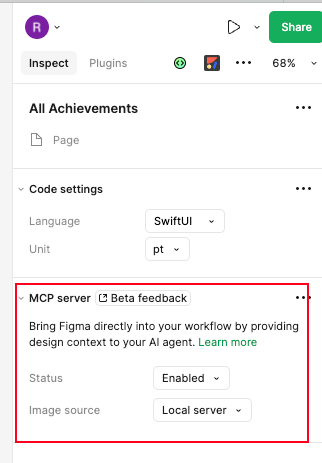 R
Share
Inspect Plugins 68%
All Achievements
Page
Code settings
Language SwiftUI
Unit pt
MCP server Beta feedback
Bring Figma directly into your workflow by providing
design context to your AI agent. Learn more
Status Enabled
Image source Local server